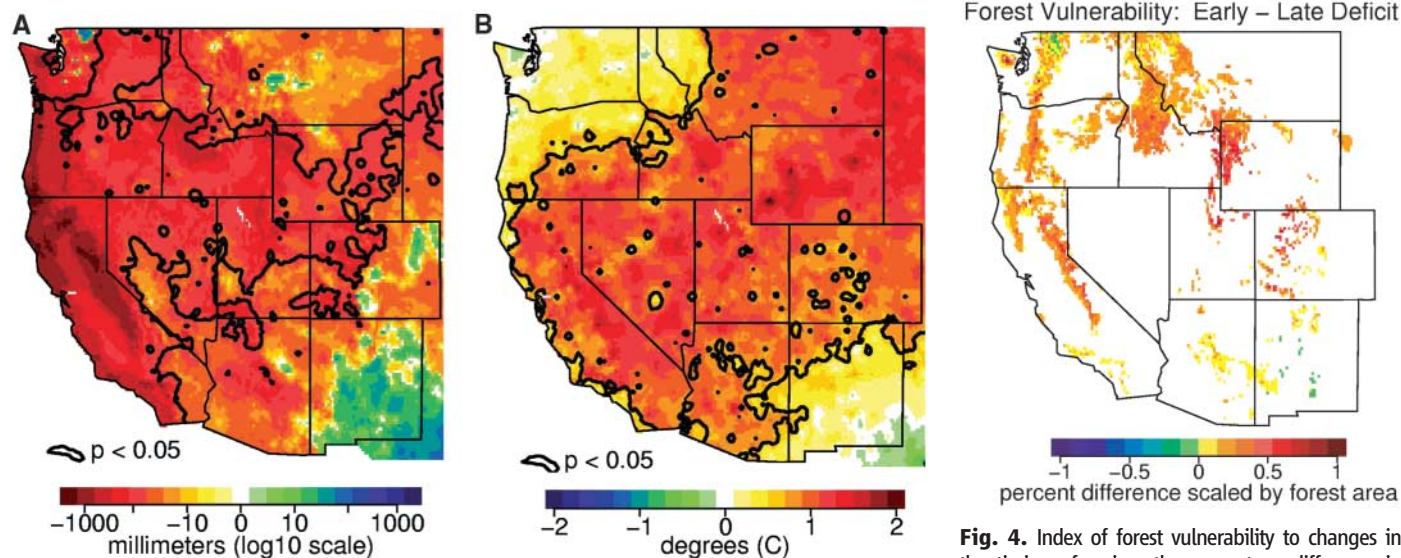 A
p < 0.05
−1000 −10 0 10 1000
millimeters (log10 scale)
B
p < 0.05
−2 −1 0 1 2
degrees (C)
Forest Vulnerability: Early − Late Deficit
−1 −0.5 0 0.5 1
percent difference scaled by forest area
Fig. 4. Index of forest vulnerability to changes in